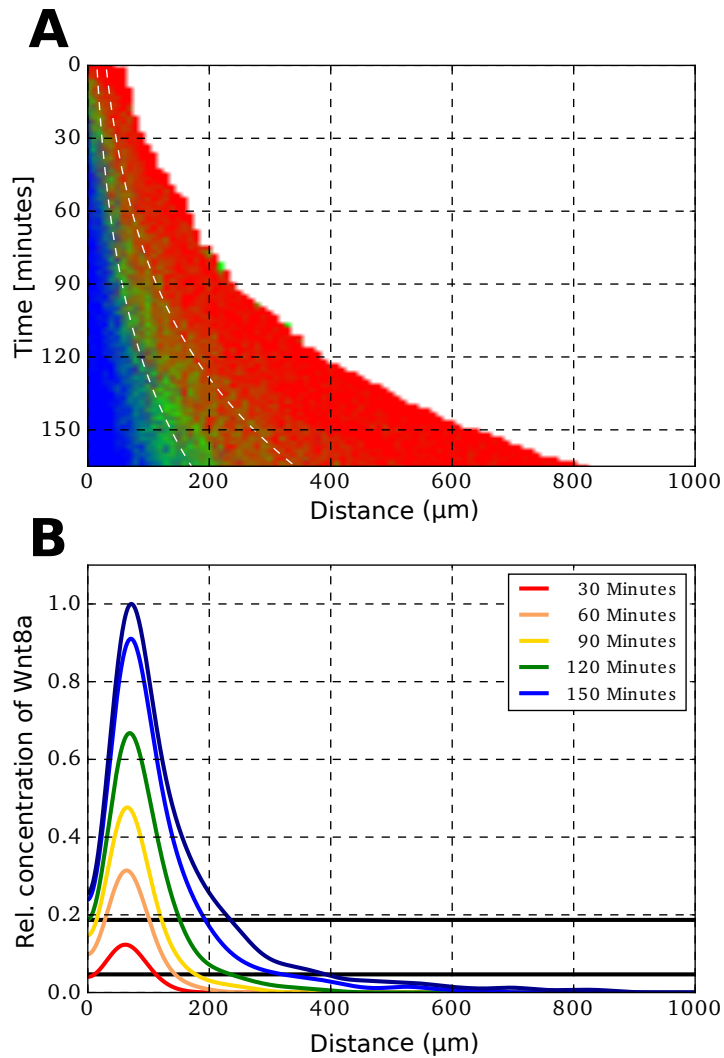 A
0
30
60
90
120
150
Time [minutes]
0 200 400 600 800 1000
Distance (μm)
B
1.0
0.8
0.6
0.4
0.2
0.0
Rel. concentration of Wnt8a
30 Minutes
60 Minutes
90 Minutes
120 Minutes
150 Minutes
0 200 400 600 800 1000
Distance (μm)